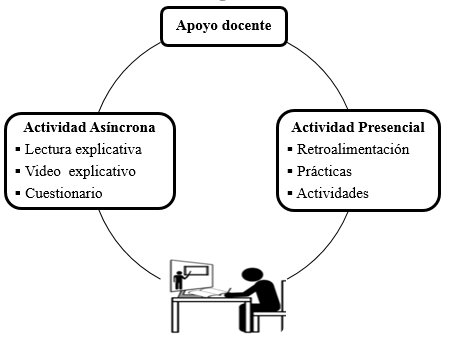 Apoyo docente
Actividad Asíncrona
▪ Lectura explicativa
▪ Video explicativo
▪ Cuestionario
Actividad Presencial
▪ Retroalimentación
▪ Prácticas
▪ Actividades